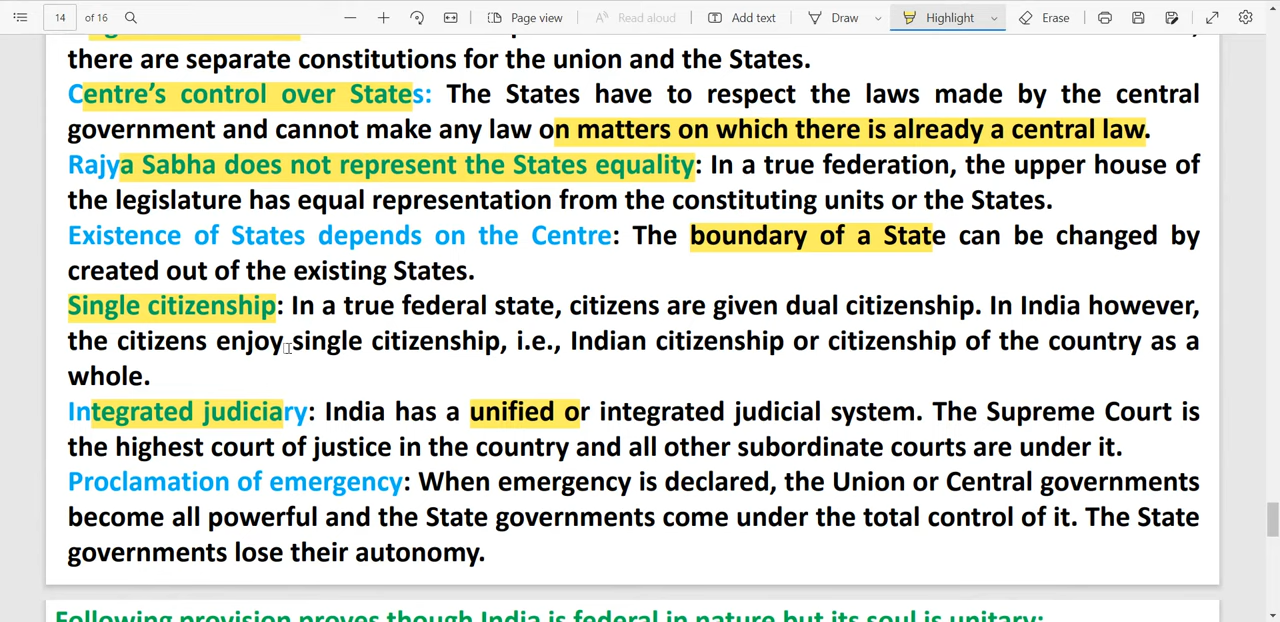 14 of 16 Page view Read aloud Add text Draw Highlight Erase
there are separate constitutions for the union and the States.
Centre's control over States: The States have to respect the laws made by the central
government and cannot make any law on matters on which there is already a central law.
Rajya Sabha does not represent the States equality: In a true federation, the upper house of
the legislature has equal representation from the constituting units or the States.
Existence of States depends on the Centre: The boundary of a State can be changed by
created out of the existing States.
Single citizenship: In a true federal state, citizens are given dual citizenship. In India however,
the citizens enjoy single citizenship, i.e., Indian citizenship or citizenship of the country as a
whole.
Integrated judiciary: India has a unified or integrated judicial system. The Supreme Court is
the highest court of justice in the country and all other subordinate courts are under it.
Proclamation of emergency: When emergency is declared, the Union or Central governments
become all powerful and the State governments come under the total control of it. The State
governments lose their autonomy.
Following provision proves though India is federal in nature but its soul is unitary: